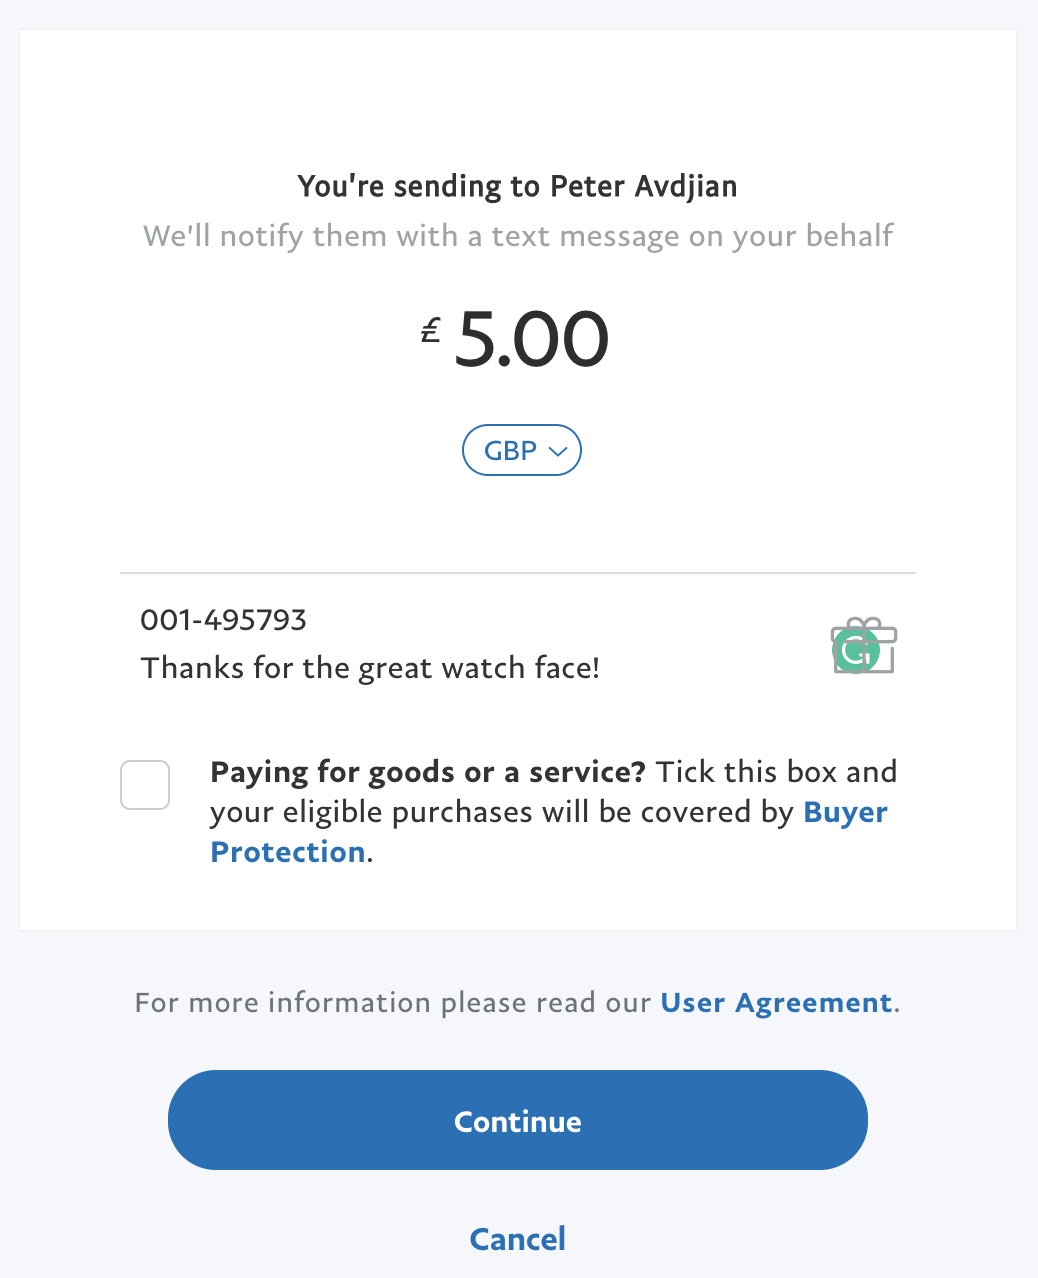 You're sending to Peter Avdjian
We'll notify them with a text message on your behalf
£ 5.00
GBP
001-495793
Thanks for the great watch face!
G
Paying for goods or a service? Tick this box and
your eligible purchases will be covered by Buyer
Protection.
For more information please read our User Agreement.
Continue
Cancel